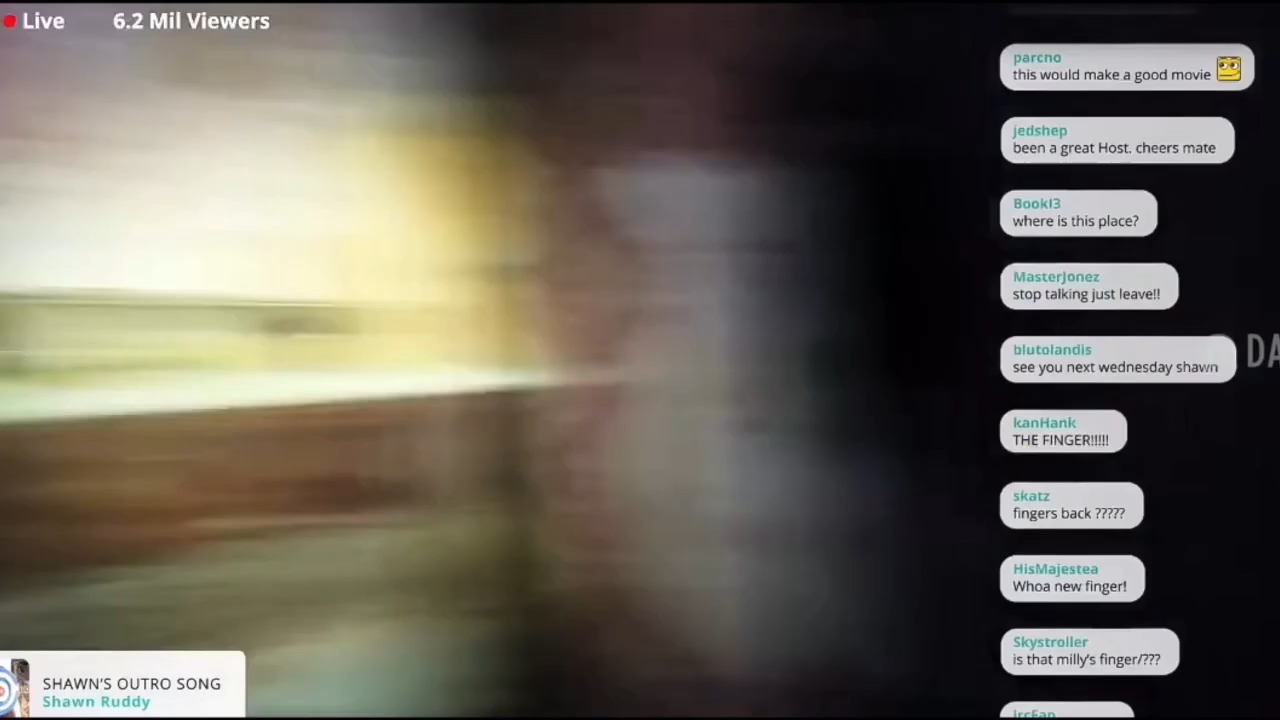 Live
6.2 Mil Viewers
parcno
this would make a good movie
jedshep
been a great Host. cheers mate
Bookl3
where is this place?
MasterJonez
stop talking just leave!!
blutolandis
see you next wednesday shawn
DA
kanHank
THE FINGER!!!!!
skatz
fingers back ?????
HisMajestea
Whoa new finger!
Skystroller
is that milly's finger/???
SHAWN'S OUTRO SONG
Shawn Ruddy